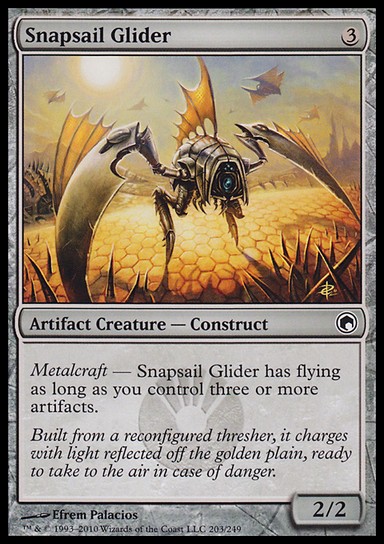 Snapsail Glider 3
Artifact Creature — Construct
Metalcraft — Snapsail Glider has flying
as long as you control three or more
artifacts.
Built from a reconfigured thresher, it charges
with light reflected off the golden plain, ready
to take to the air in case of danger.
2/2
Efrem Palacios
™ & © 1993–2010 Wizards of the Coast LLC 203/249